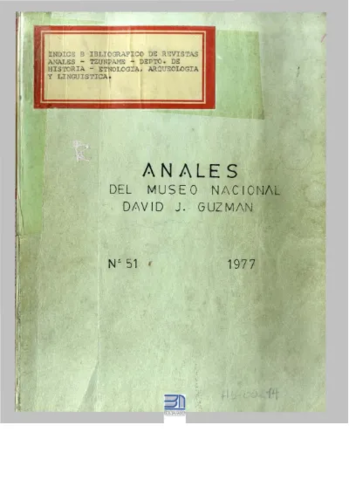 INDICE BIBLIOGRAFICO DE REVISTAS
ANALES - TZUNPAME - DEPTO. DE
HISTORIA - ETNOLOGIA, ARQUEOLOGIA
Y LINGUISTICA.
ANALES
DEL MUSEO NACIONAL
DAVID J. GUZMAN
Nº 51 1977